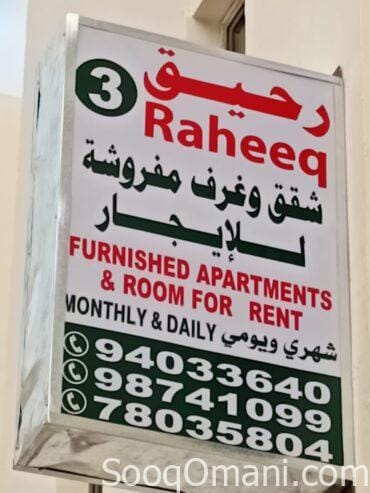 رحيق
3
Raheeq
شقق وغرف مفروشة
للإيجار
FURNISHED APARTMENTS
& ROOM FOR RENT
MONTHLY & DAILY شهري ويومي
94033640
98741099
78035804
SooqOmani.com